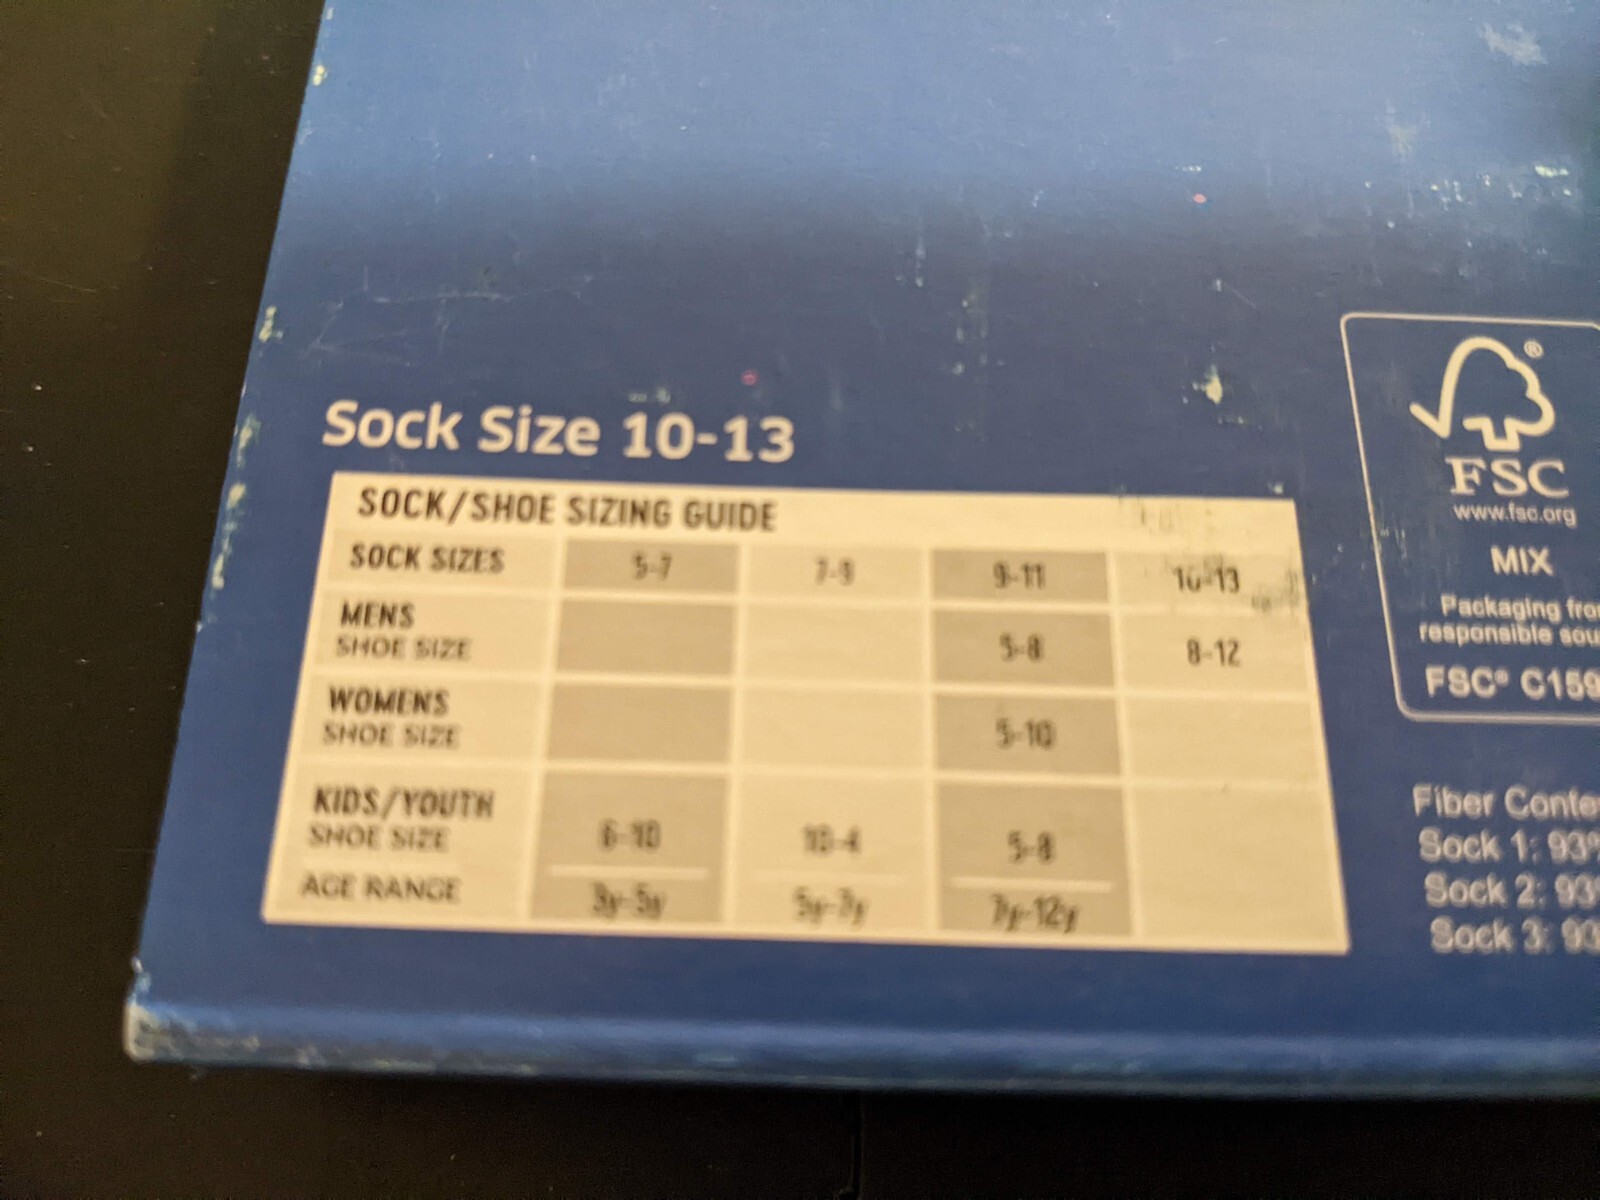 Sock Size 10-13
SOCK/SHOE SIZING GUIDE
SOCK SIZES 5-7 7-9 9-11 10-13
MENS
SHOE SIZE 5-8 8-12
WOMENS
SHOE SIZE 5-10
KIDS/YOUTH
SHOE SIZE 6-10 10-4 5-8
AGE RANGE 3y-5y 5y-7y 7y-12y
®
FSC
www.fsc.org
MIX
Packaging fro
responsible sou
FSC® C159
Fiber Conte
Sock 1: 93%
Sock 2: 93%
Sock 3: 93